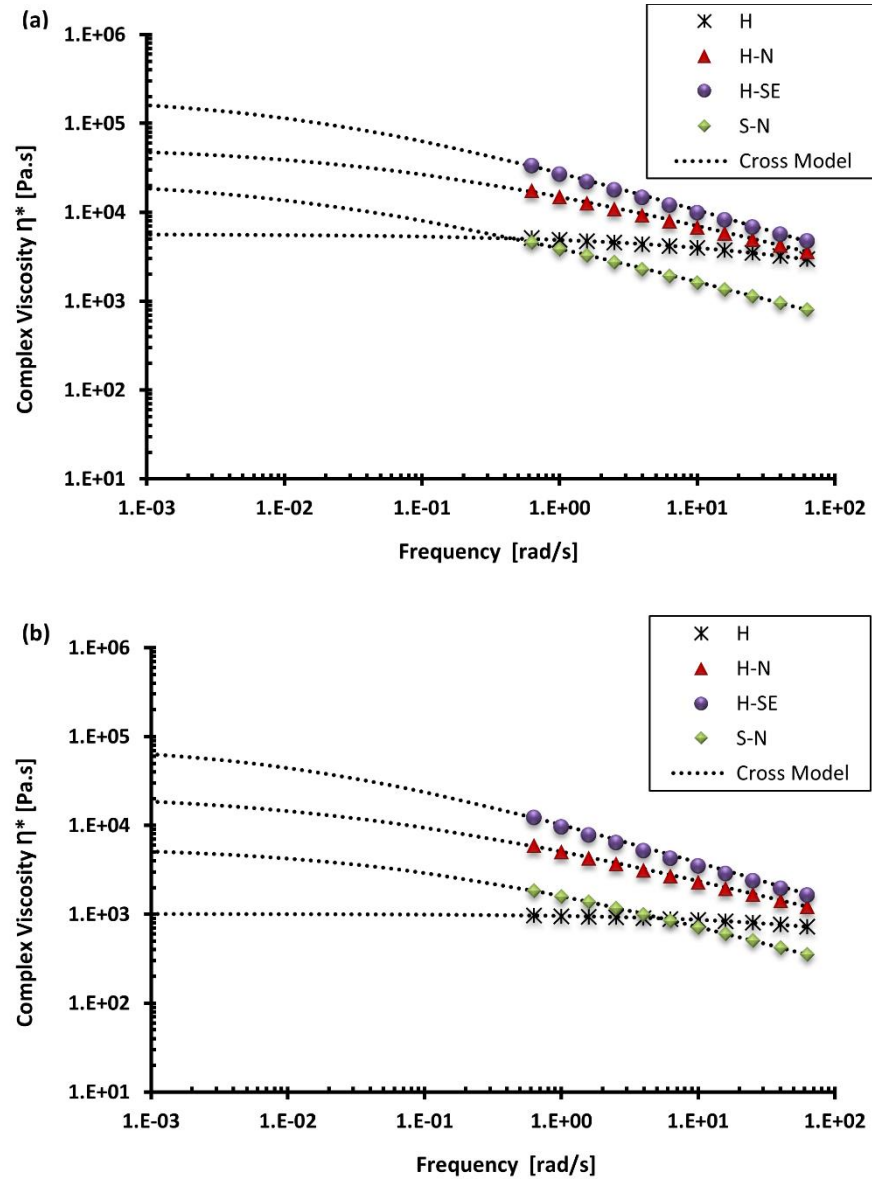 (a)
1.E+06
1.E+05
1.E+04
1.E+03
1.E+02
1.E+01
Complex Viscosity η* [Pa.s]
H
H-N
H-SE
S-N
Cross Model
1.E-03 1.E-02 1.E-01 1.E+00 1.E+01 1.E+02
Frequency [rad/s]
(b)
1.E+06
1.E+05
1.E+04
1.E+03
1.E+02
1.E+01
Complex Viscosity η* [Pa.s]
H
H-N
H-SE
S-N
Cross Model
1.E-03 1.E-02 1.E-01 1.E+00 1.E+01 1.E+02
Frequency [rad/s]